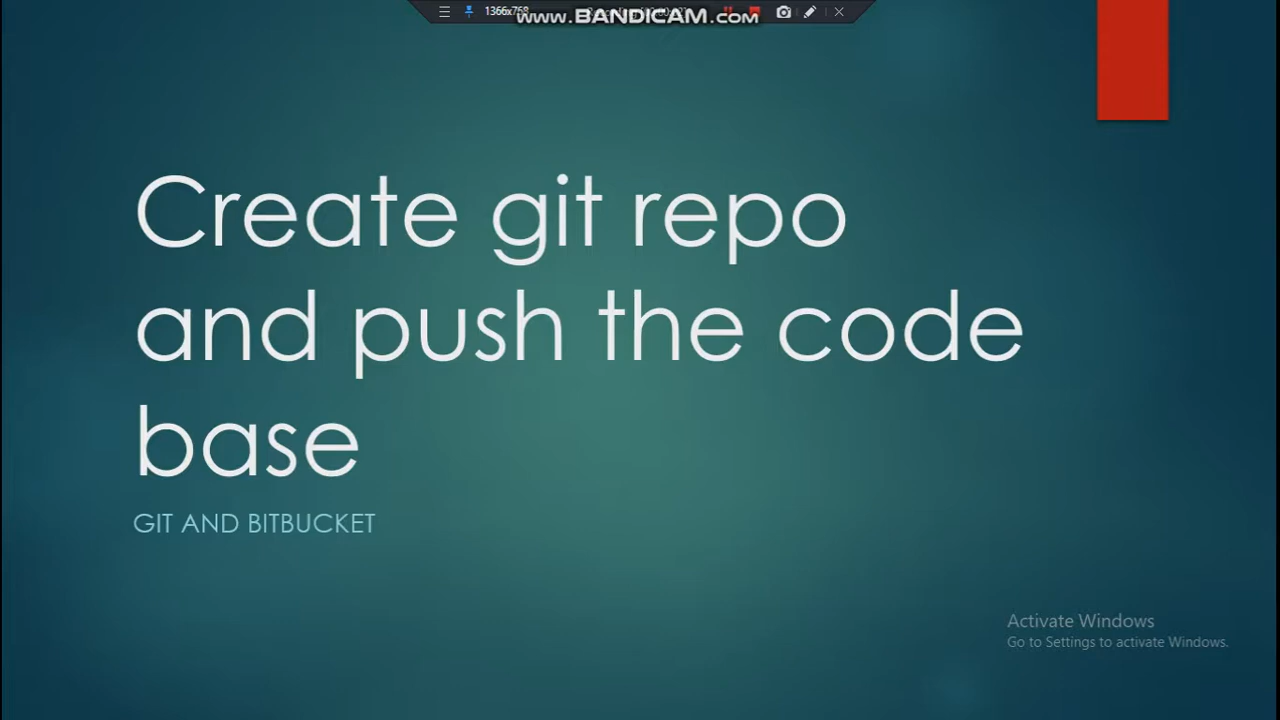 1366x768
www.BANDICAM.com
Create git repo
and push the code
base
GIT AND BITBUCKET
Activate Windows
Go to Settings to activate Windows.